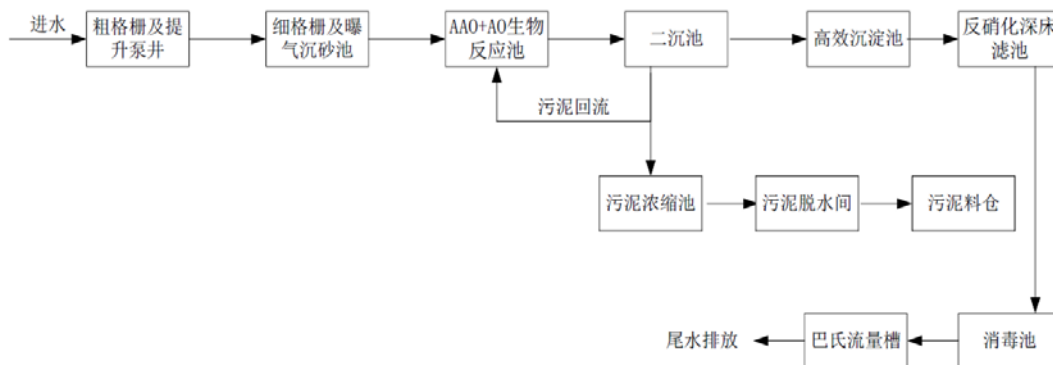 进水
粗格栅及提
升泵井
细格栅及曝
气沉砂池
AAO+AO生物
反应池
二沉池
高效沉淀池
反硝化深床
滤池
污泥回流
污泥浓缩池
污泥脱水间
污泥料仓
尾水排放
巴氏流量槽
消毒池